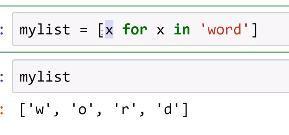 : mylist = [x for x in 'word']
: mylist
: ['w', 'o', 'r', 'd']